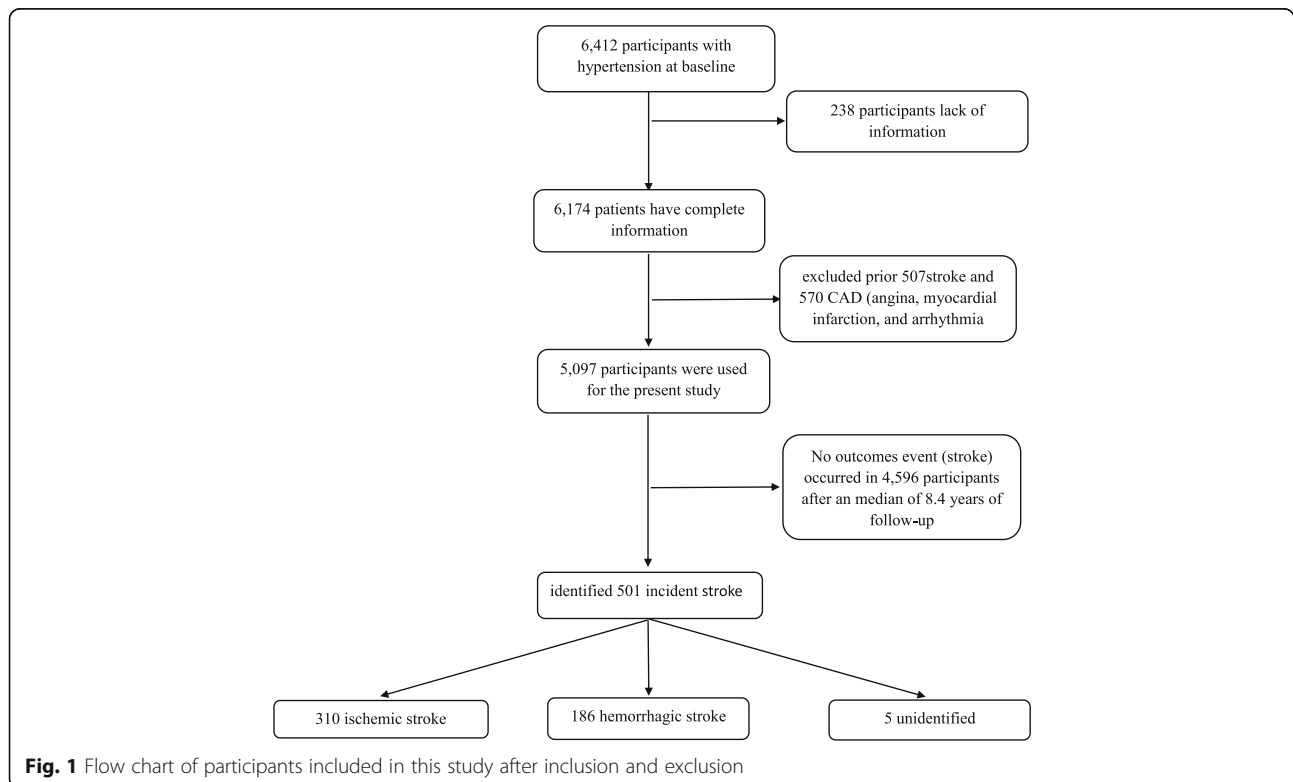 6,412 participants with
hypertension at baseline
238 participants lack of
information
6,174 patients have complete
information
excluded prior 507stroke and
570 CAD (angina, myocardial
infarction, and arrhythmia
5,097 participants were used
for the present study
No outcomes event (stroke)
occurred in 4,596 participants
after an median of 8.4 years of
follow-up
identified 501 incident stroke
310 ischemic stroke
186 hemorrhagic stroke
5 unidentified
Fig. 1 Flow chart of participants included in this study after inclusion and exclusion